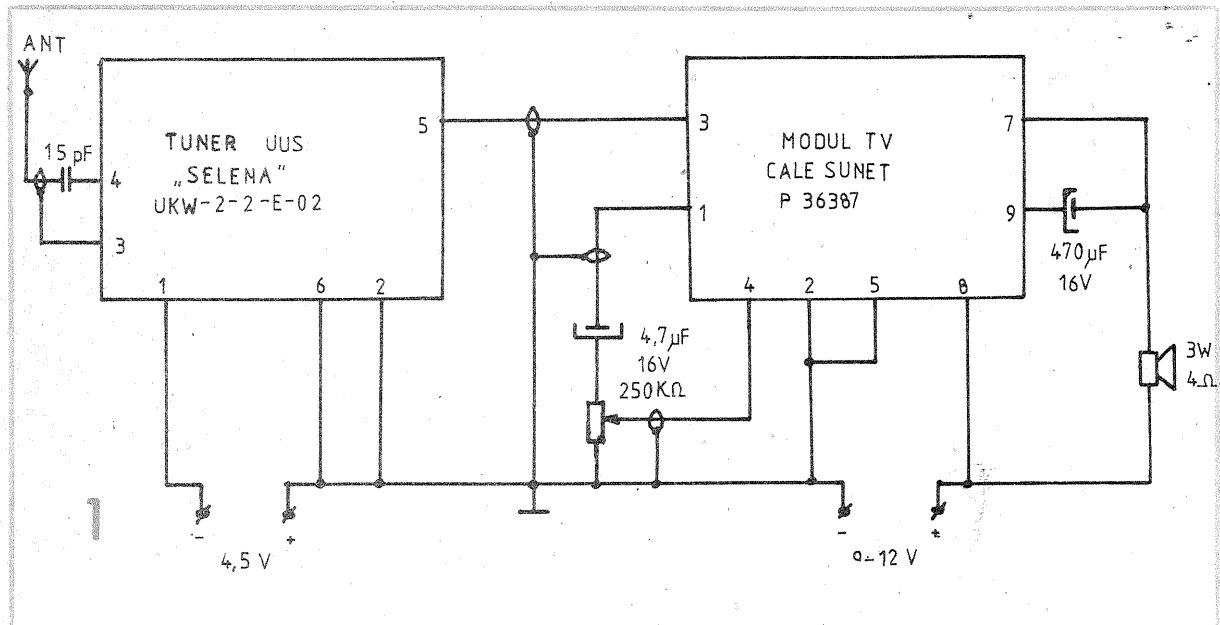 ANT
15 pF
4
3
TUNER UUS
„SELENA"
UKW-2-2-E-02
5
1
6
2
3
1
MODUL TV
CALE SUNET
P 36387
7
9
4
2
5
8
470µF
16V
4,7µF
16V
250KΩ
3W
4Ω
1
-
+
4,5 V
-
+
9-12 V